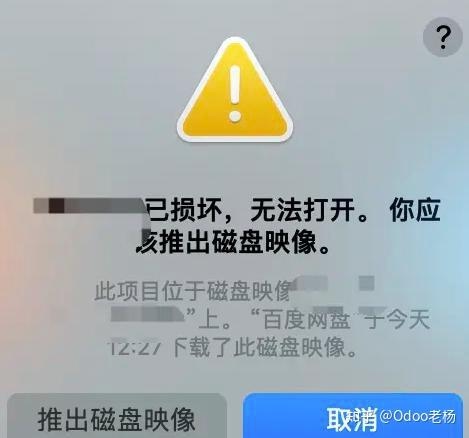 ?
已损坏，无法打开。 你应
该推出磁盘映像。
此项目位于磁盘映像
”上。“百度网盘”于今天
12:27 下载了此磁盘映像。
推出磁盘映像
取消
知乎 @Odoo老杨